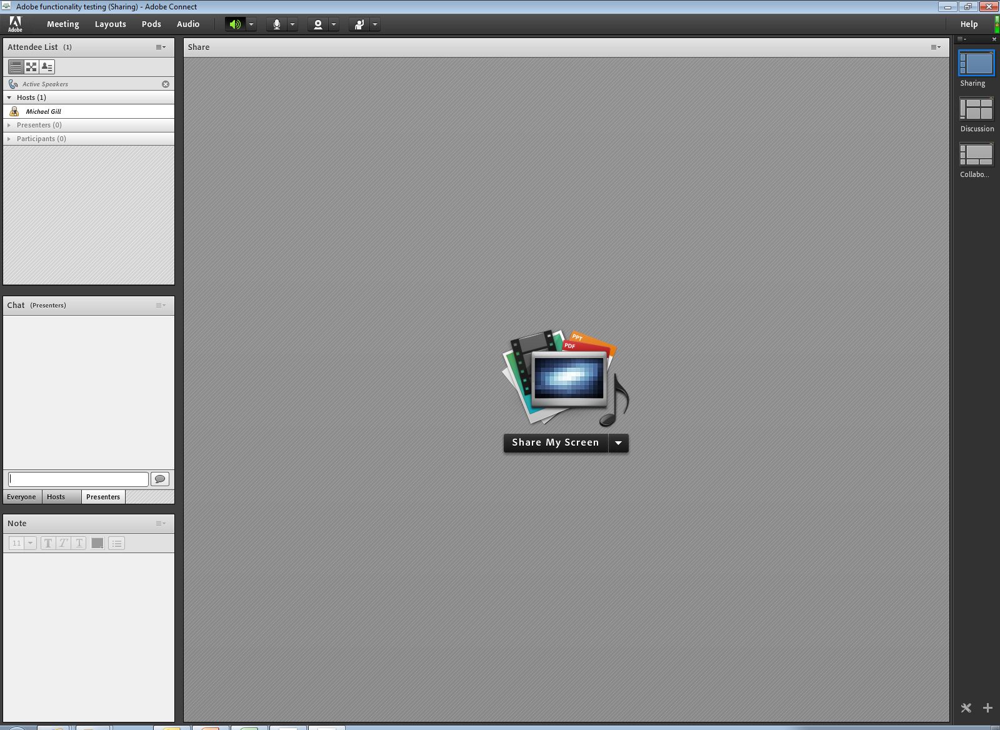 Adobe functionality testing (Sharing) - Adobe Connect
Adobe
Meeting Layouts Pods Audio Help
Attendee List (1)
Active Speakers
Hosts (1)
Michael Gill
Presenters (0)
Participants (0)
Chat (Presenters)
Everyone Hosts Presenters
Note
11 T T T
Share
PPT
PDF
Share My Screen
Sharing
Discussion
Collabo...